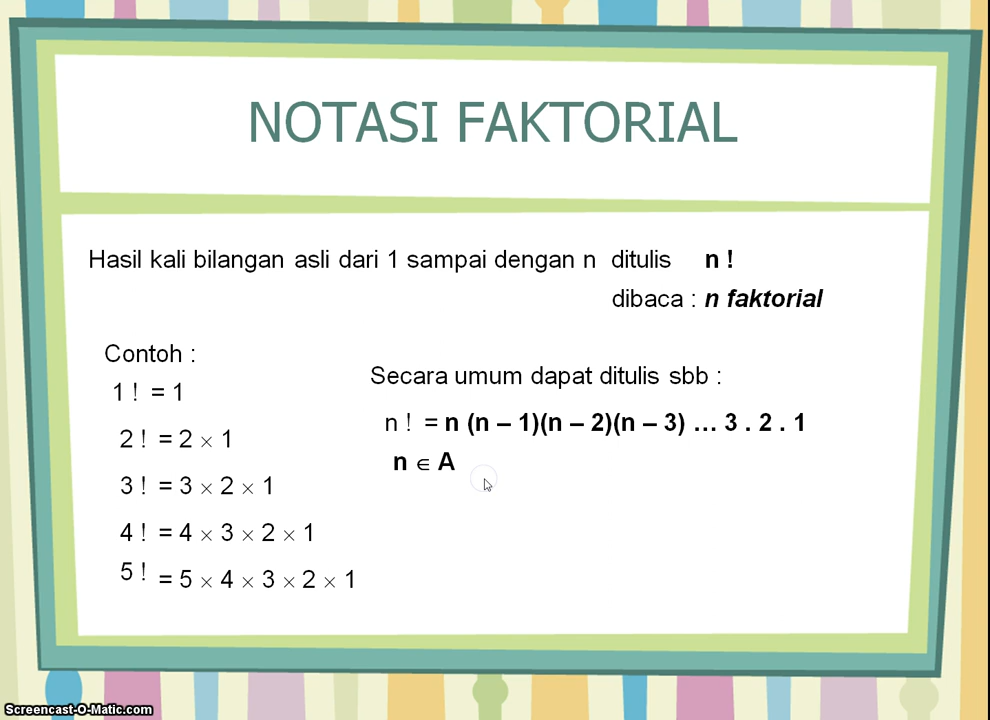 NOTASI FAKTORIAL
Hasil kali bilangan asli dari 1 sampai dengan n ditulis n !
dibaca : n faktorial
Contoh :
1 ! = 1
2 ! = 2 × 1
3 ! = 3 × 2 × 1
4 ! = 4 × 3 × 2 × 1
5 ! = 5 × 4 × 3 × 2 × 1
Secara umum dapat ditulis sbb :
n ! = n (n – 1)(n – 2)(n – 3) … 3 . 2 . 1
n ∈ A
Screencast-O-Matic.com